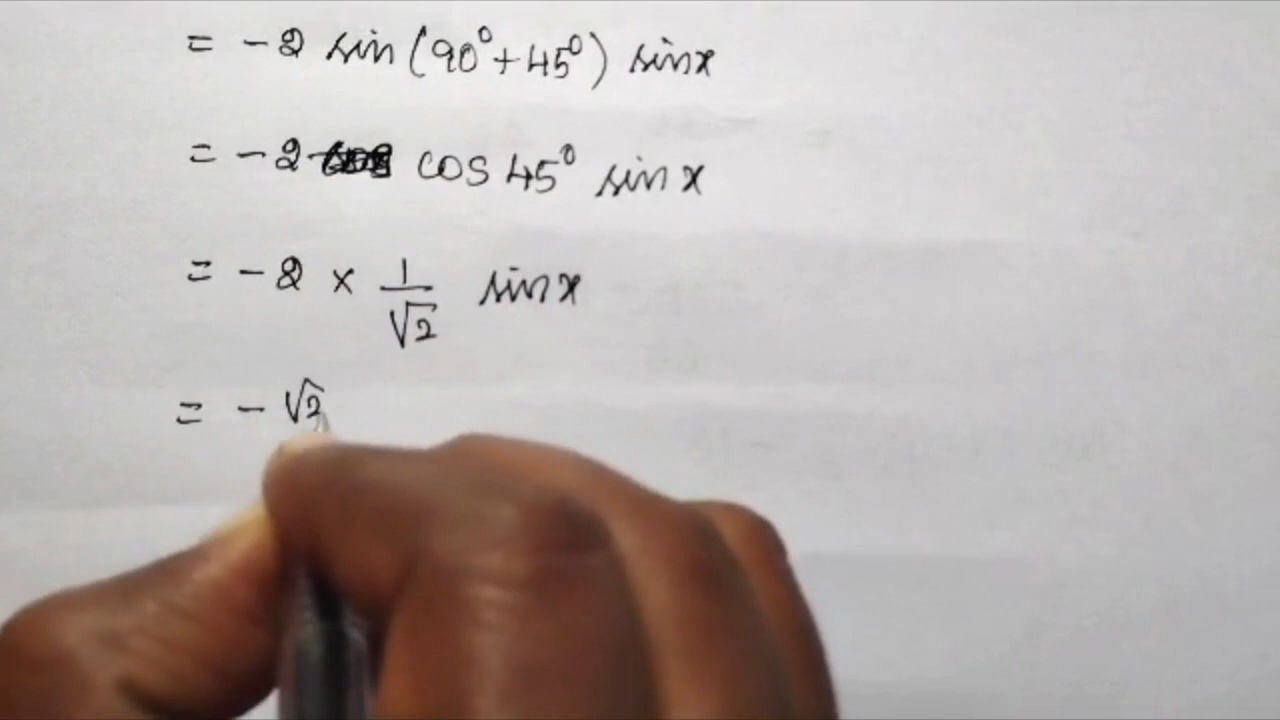 = -2 sin (90°+45°) sinx
= -2 cos 45° sin x
= -2 × 1/√2 sinx
= - √2